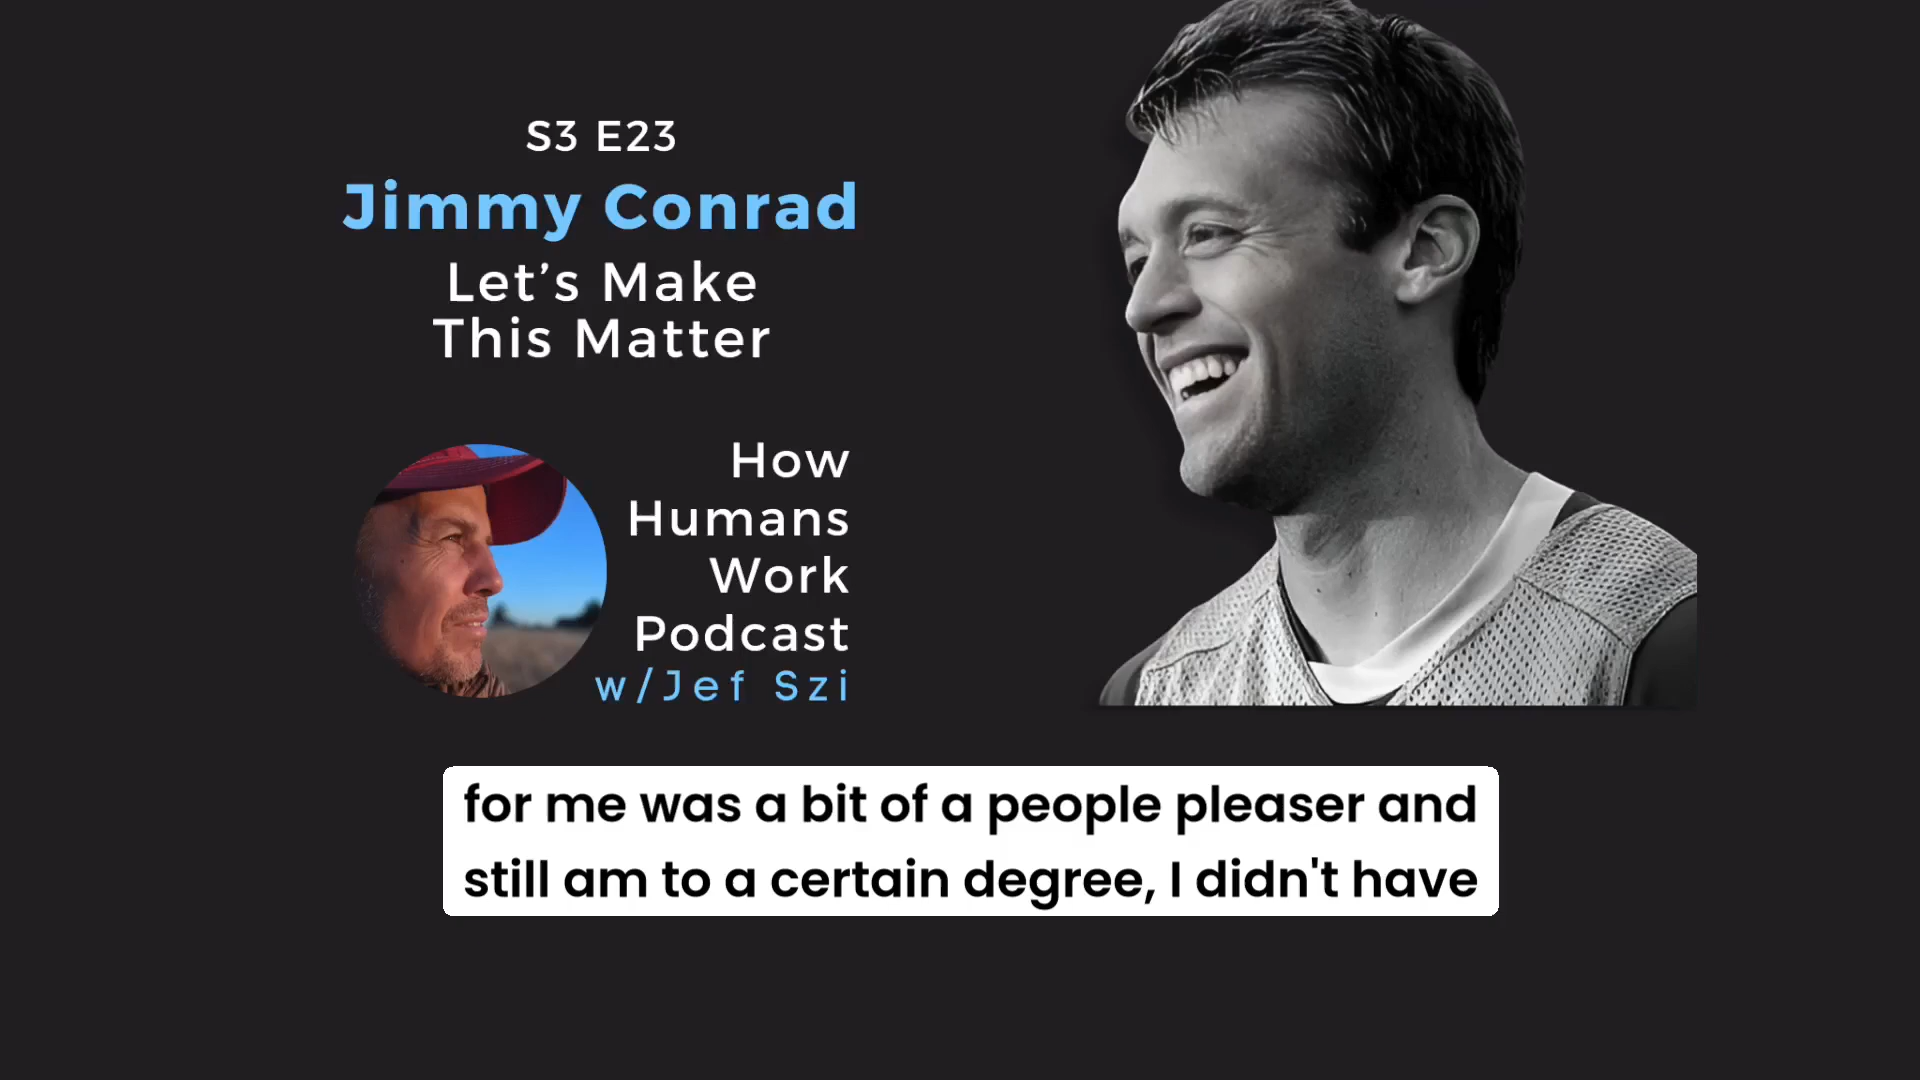 S3 E23
Jimmy Conrad
Let’s Make
This Matter
How
Humans
Work
Podcast
w/Jef Szi
for me was a bit of a people pleaser and
still am to a certain degree, I didn't have